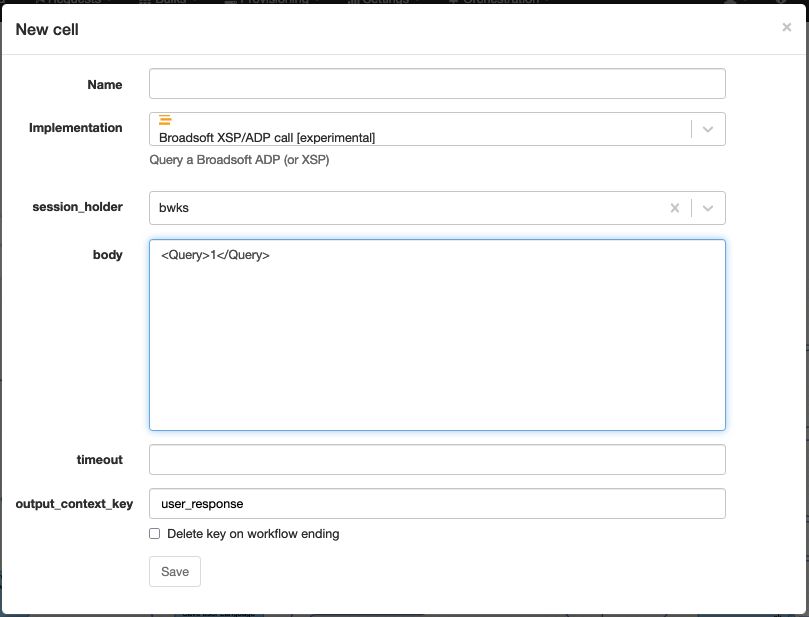 New cell
×
Name
Implementation
Broadsoft XSP/ADP call [experimental]
Query a Broadsoft ADP (or XSP)
session_holder
bwks
body
<Query>1</Query>
timeout
output_context_key
user_response
Delete key on workflow ending
Save